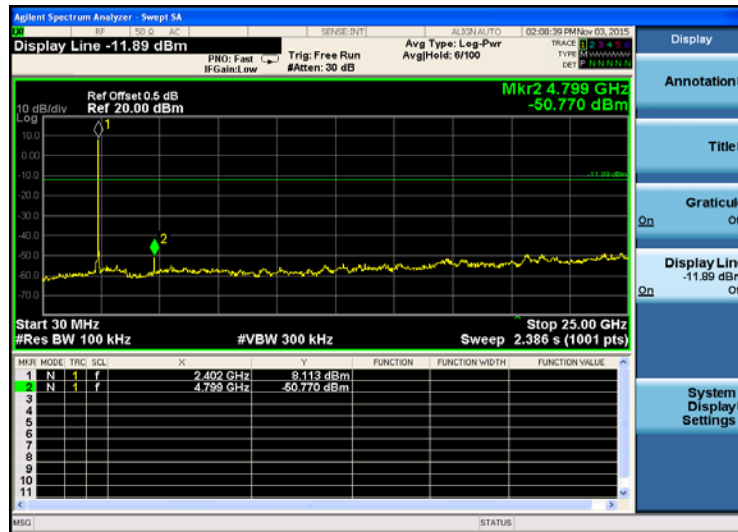 Agilent Spectrum Analyzer - Swept SA
RF 50 Ω AC SENSE:INT ALIGN AUTO 02:08:39 PM Nov 03, 2015
Display Line -11.89 dBm
PNO: Fast
IFGain:Low
Trig: Free Run
#Atten: 30 dB
Avg Type: Log-Pwr
Avg|Hold: 6/100
TRACE 1 2 3 4 5 6
TYPE M WWWWW
DET P N N N N N
Mkr2 4.799 GHz
-50.770 dBm
Ref Offset 0.5 dB
10 dB/div Ref 20.00 dBm
Log
10.0
0.00
-10.0
-20.0
-30.0
-40.0
-50.0
-60.0
-70.0
1
2
-11.89 dBm
Start 30 MHz
Stop 25.00 GHz
#Res BW 100 kHz
#VBW 300 kHz
Sweep 2.386 s (1001 pts)
MKR MODE TRC SCL X Y FUNCTION FUNCTION WIDTH FUNCTION VALUE
1 N 1 f 2.402 GHz 8.113 dBm
2 N 1 f 4.799 GHz -50.770 dBm
3
4
5
6
7
8
9
10
11
MSG STATUS
Display
Annotation
Title
Graticul
On Of
Display Lin
-11.89 dBr
On Of
System
Display
Settings